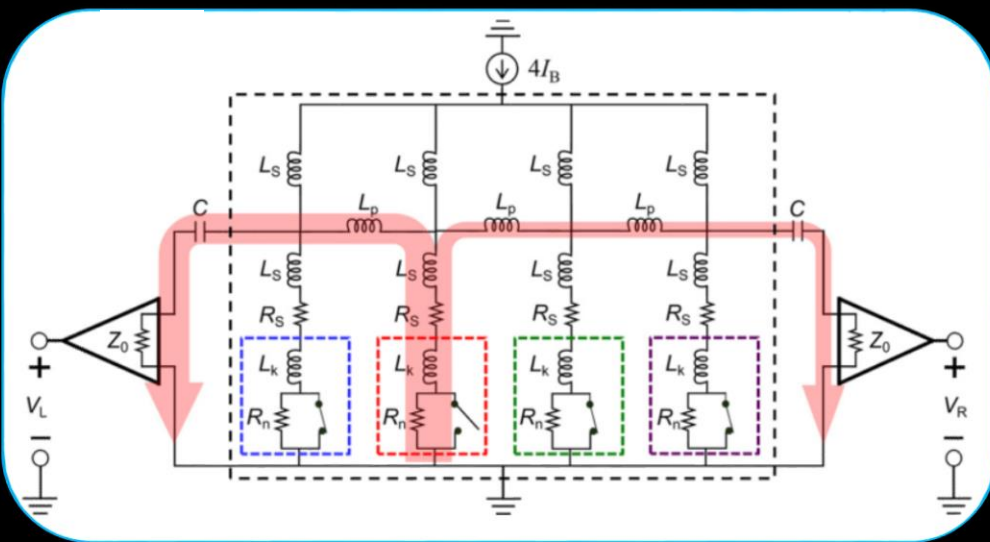 4I_B
L_S L_S L_S L_S
C L_p L_p L_p C
L_S L_S L_S L_S
R_S R_S R_S R_S
Z_0 Z_0
L_k L_k L_k L_k
+ +
V_L V_R
R_n R_n R_n R_n
− −